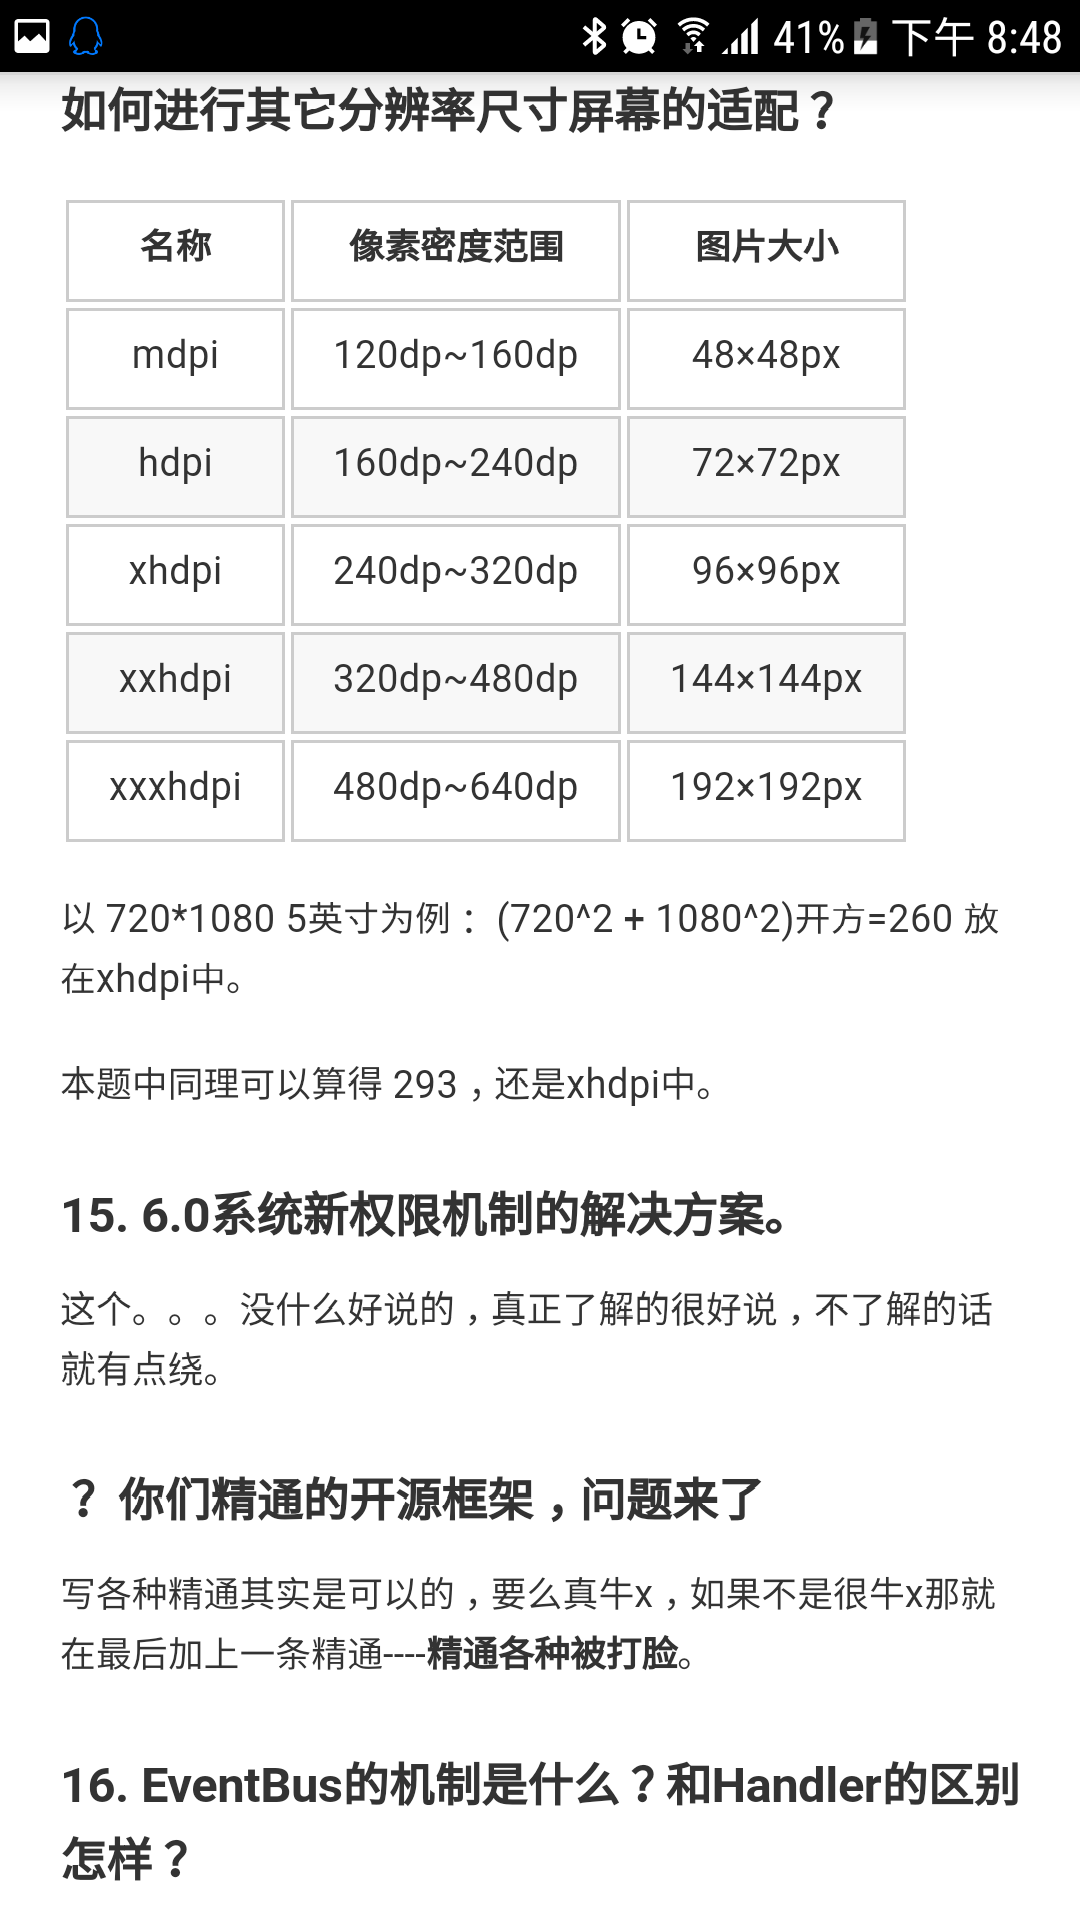 41% 下午 8:48
如何进行其它分辨率尺寸屏幕的适配？
名称 像素密度范围 图片大小
mdpi 120dp~160dp 48×48px
hdpi 160dp~240dp 72×72px
xhdpi 240dp~320dp 96×96px
xxhdpi 320dp~480dp 144×144px
xxxhdpi 480dp~640dp 192×192px
以 720*1080 5英寸为例：(720^2 + 1080^2)开方=260 放
在xhdpi中。
本题中同理可以算得 293，还是xhdpi中。
15. 6.0系统新权限机制的解决方案。
这个。。。没什么好说的，真正了解的很好说，不了解的话
就有点绕。
？你们精通的开源框架，问题来了
写各种精通其实是可以的，要么真牛x，如果不是很牛x那就
在最后加上一条精通----精通各种被打脸。
16. EventBus的机制是什么？和Handler的区别
怎样？